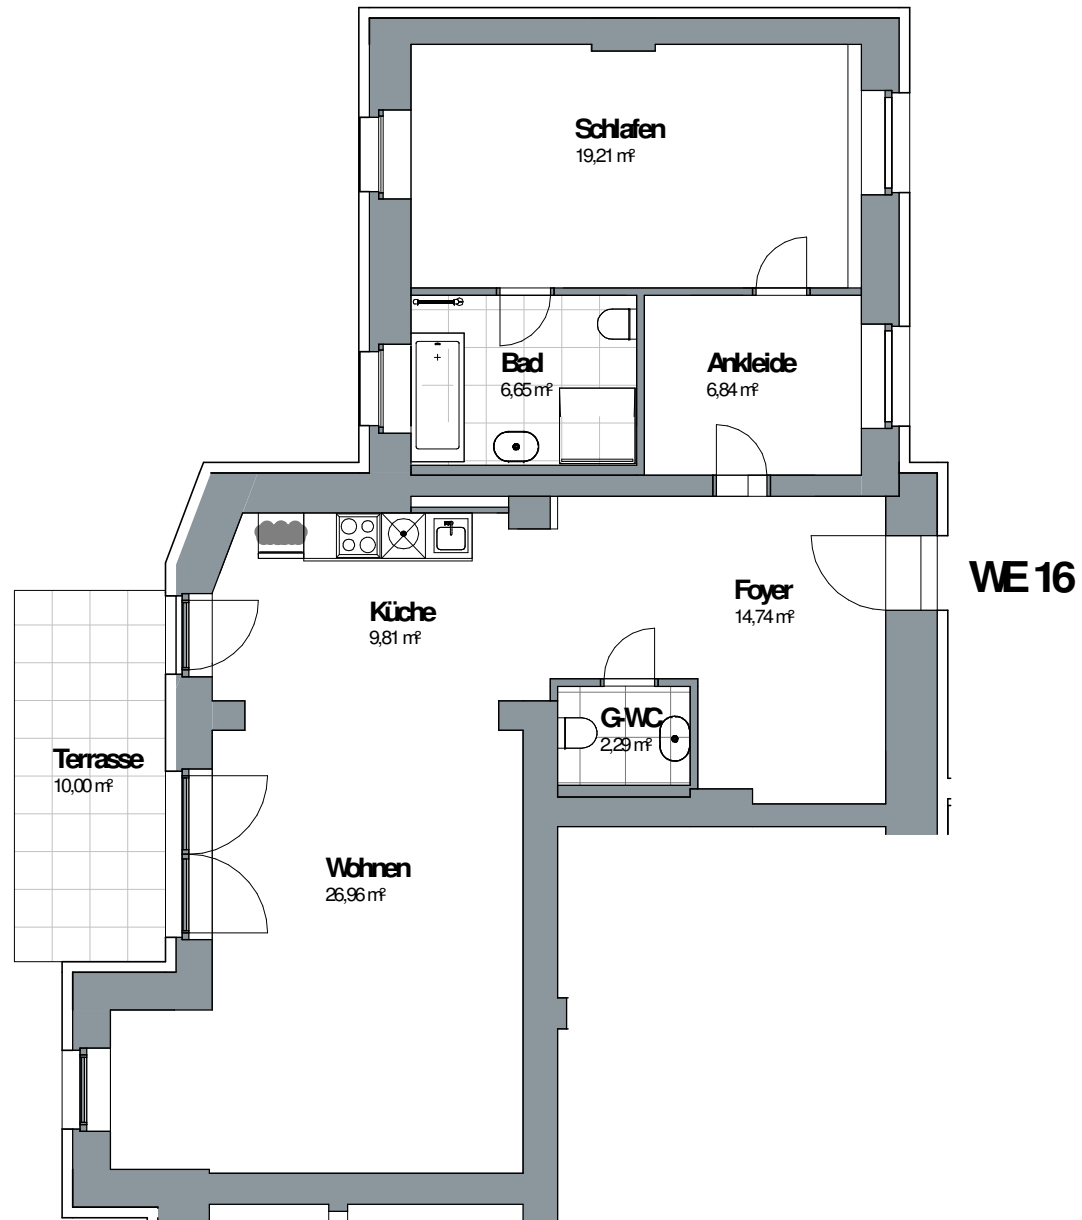 Schlafen
19,21 m²
Bad
6,65 m²
Ankleide
6,84 m²
WE 16
Küche
9,81 m²
Foyer
14,74 m²
G-WC
2,29 m²
Terrasse
10,00 m²
Wohnen
26,96 m²